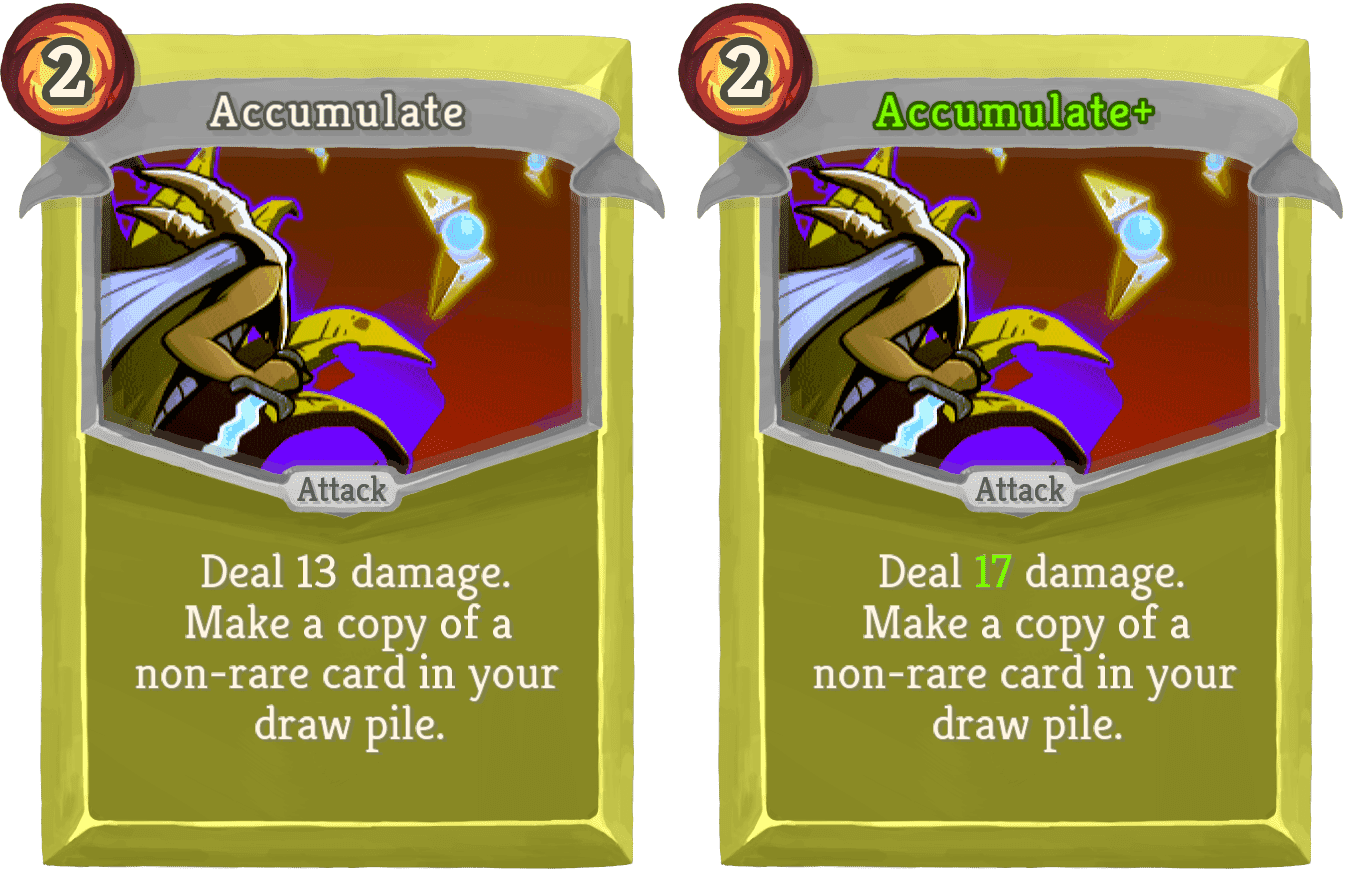 2
Accumulate
Attack
Deal 13 damage.
Make a copy of a
non-rare card in your
draw pile.
2
Accumulate+
Attack
Deal 17 damage.
Make a copy of a
non-rare card in your
draw pile.